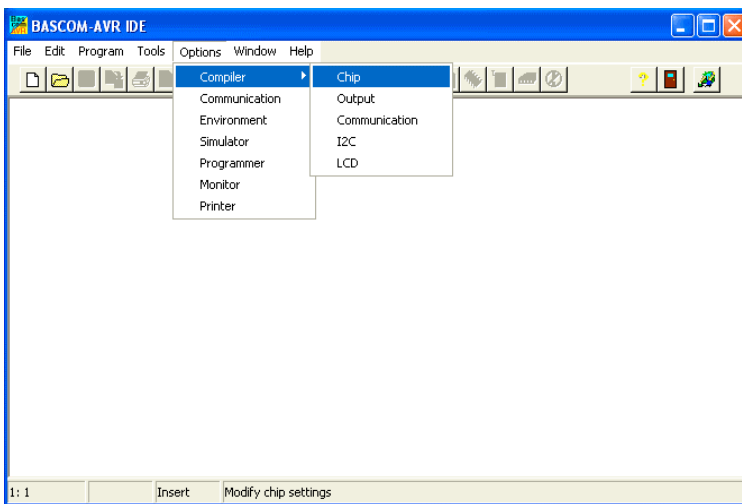 BASCOM-AVR IDE
File Edit Program Tools Options Window Help
Compiler
Communication
Environment
Simulator
Programmer
Monitor
Printer
Chip
Output
Communication
I2C
LCD
1: 1 Insert Modify chip settings